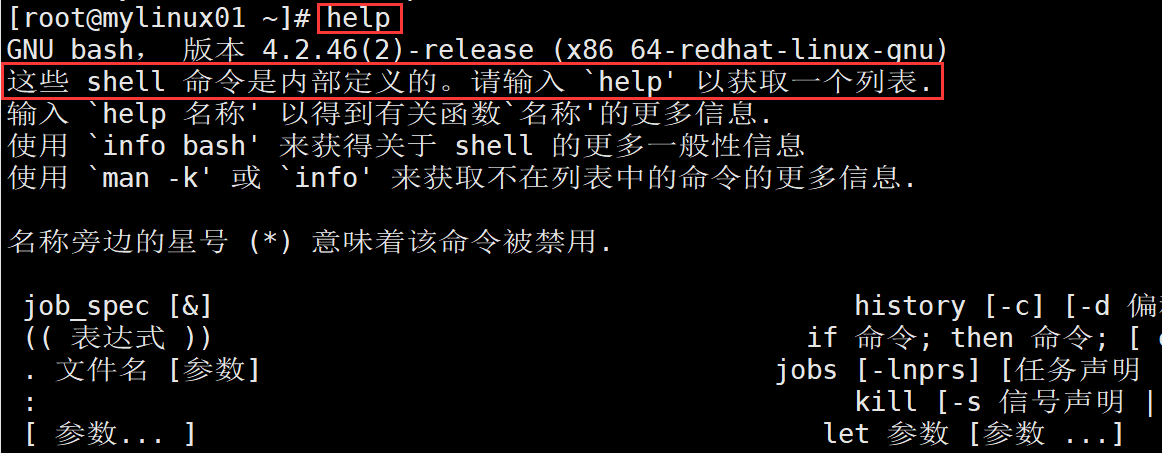 [root@mylinux01 ~]# help
GNU bash， 版本 4.2.46(2)-release (x86_64-redhat-linux-gnu)
这些 shell 命令是内部定义的。请输入 `help' 以获取一个列表.
输入 `help 名称' 以得到有关函数`名称'的更多信息.
使用 `info bash' 来获得关于 shell 的更多一般性信息
使用 `man -k' 或 `info' 来获取不在列表中的命令的更多信息.
名称旁边的星号 (*) 意味着该命令被禁用.
job_spec [&] history [-c] [-d 偏
(( 表达式 )) if 命令; then 命令; [
. 文件名 [参数] jobs [-lnprs] [任务声明
: kill [-s 信号声明 |
[ 参数... ] let 参数 [参数 ...]